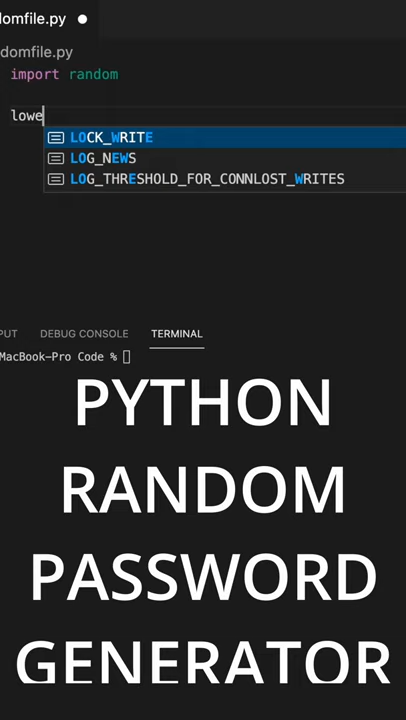 domfile.py
domfile.py
import random
lowe
LOCK_WRITE
LOG_NEWS
LOG_THRESHOLD_FOR_CONNLOST_WRITES
PUT DEBUG CONSOLE TERMINAL
MacBook-Pro Code %
PYTHON
RANDOM
PASSWORD
GENERATOR